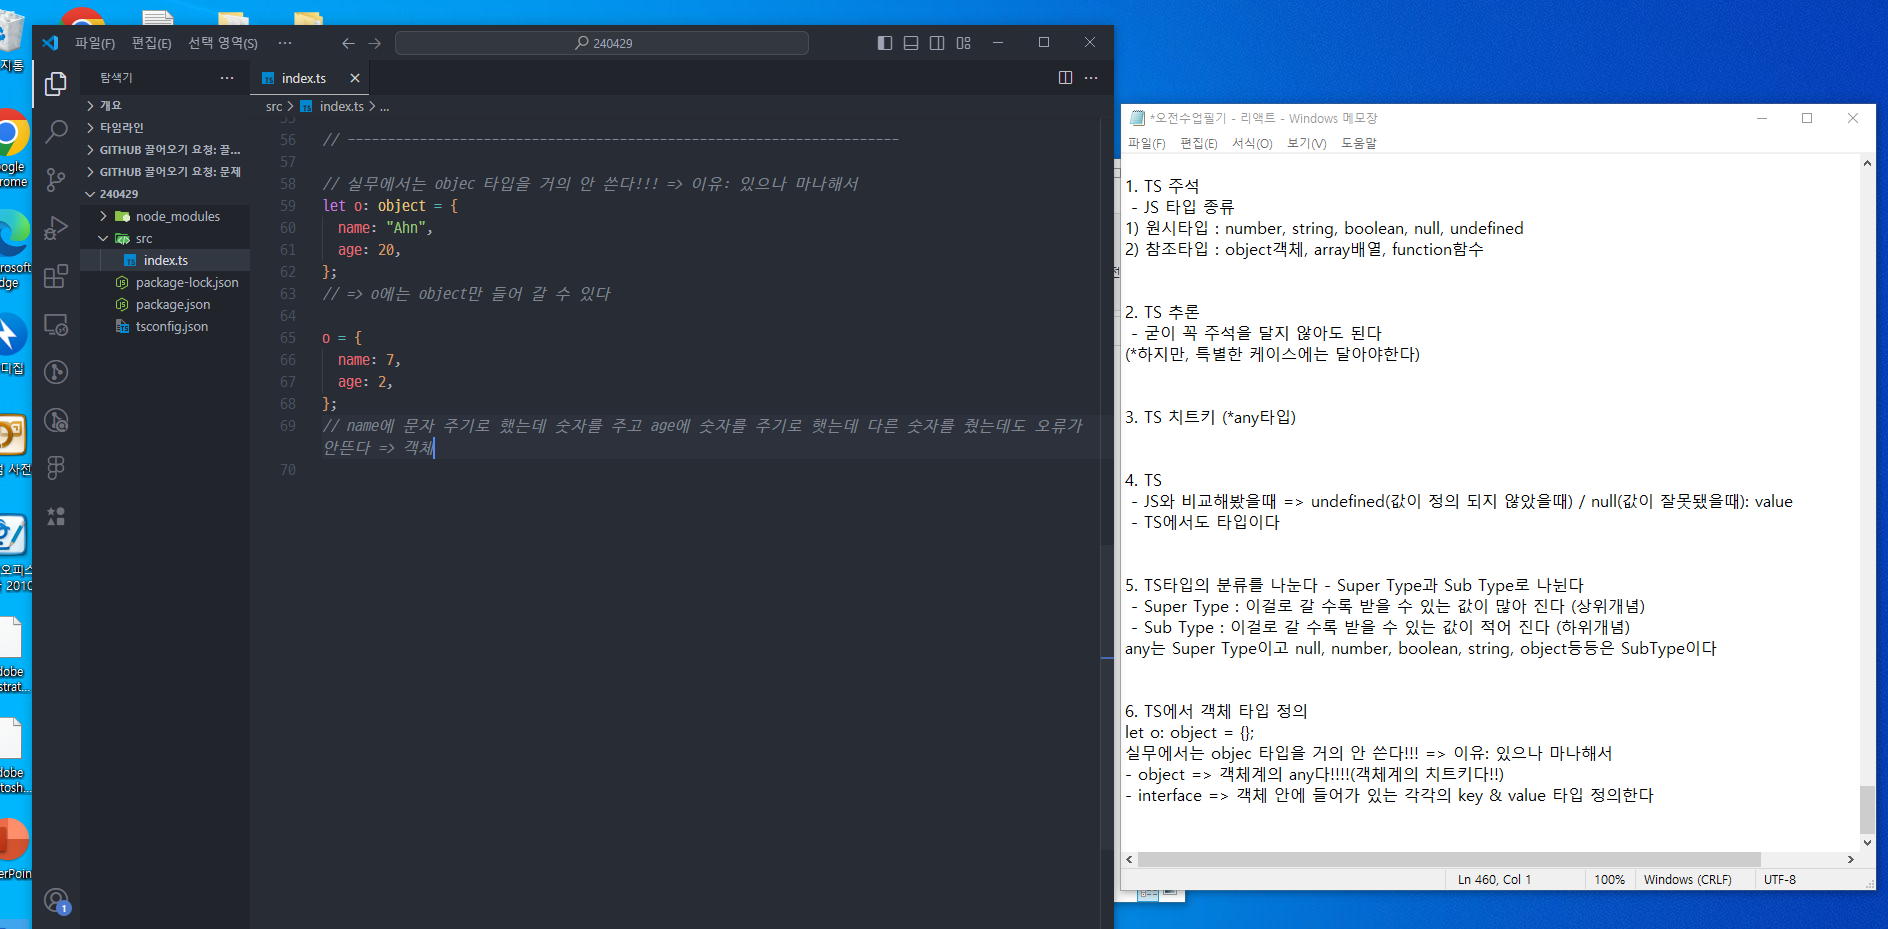 파일(F) 편집(E) 선택 영역(S) ···
240429
지통
탐색기 ···
index.ts
개요
src > index.ts > ...
타임라인
GITHUB 끌어오기 요청: 끌...
GITHUB 끌어오기 요청: 문제
240429
node_modules
src
index.ts
package-lock.json
package.json
tsconfig.json
56 // ---------------------------------------------------------------------
57
58 // 실무에서는 objec 타입을 거의 안 쓴다!!! => 이유: 있으나 마나해서
59 let o: object = {
60 name: "Ahn",
61 age: 20,
62 };
63 // => o에는 object만 들어 갈 수 있다
64
65 o = {
66 name: 7,
67 age: 2,
68 };
69 // name에 문자 주기로 했는데 숫자를 주고 age에 숫자를 주기로 햇는데 다른 숫자를 줬는데도 오류가
안뜬다 => 객체
70
1
*오전수업필기 - 리액트 - Windows 메모장
파일(F) 편집(E) 서식(O) 보기(V) 도움말
1. TS 주석
- JS 타입 종류
1) 원시타입 : number, string, boolean, null, undefined
2) 참조타입 : object객체, array배열, function함수
2. TS 추론
- 굳이 꼭 주석을 달지 않아도 된다
(*하지만, 특별한 케이스에는 달아야한다)
3. TS 치트키 (*any타입)
4. TS
- JS와 비교해봤을때 => undefined(값이 정의 되지 않았을때) / null(값이 잘못됐을때): value
- TS에서도 타입이다
5. TS타입의 분류를 나눈다 - Super Type과 Sub Type로 나뉜다
- Super Type : 이걸로 갈 수록 받을 수 있는 값이 많아 진다 (상위개념)
- Sub Type : 이걸로 갈 수록 받을 수 있는 값이 적어 진다 (하위개념)
any는 Super Type이고 null, number, boolean, string, object등등은 SubType이다
6. TS에서 객체 타입 정의
let o: object = {};
실무에서는 objec 타입을 거의 안 쓴다!!! => 이유: 있으나 마나해서
- object => 객체계의 any다!!!!(객체계의 치트키다!!)
- interface => 객체 안에 들어가 있는 각각의 key & value 타입 정의한다
Ln 460, Col 1 100% Windows (CRLF) UTF-8